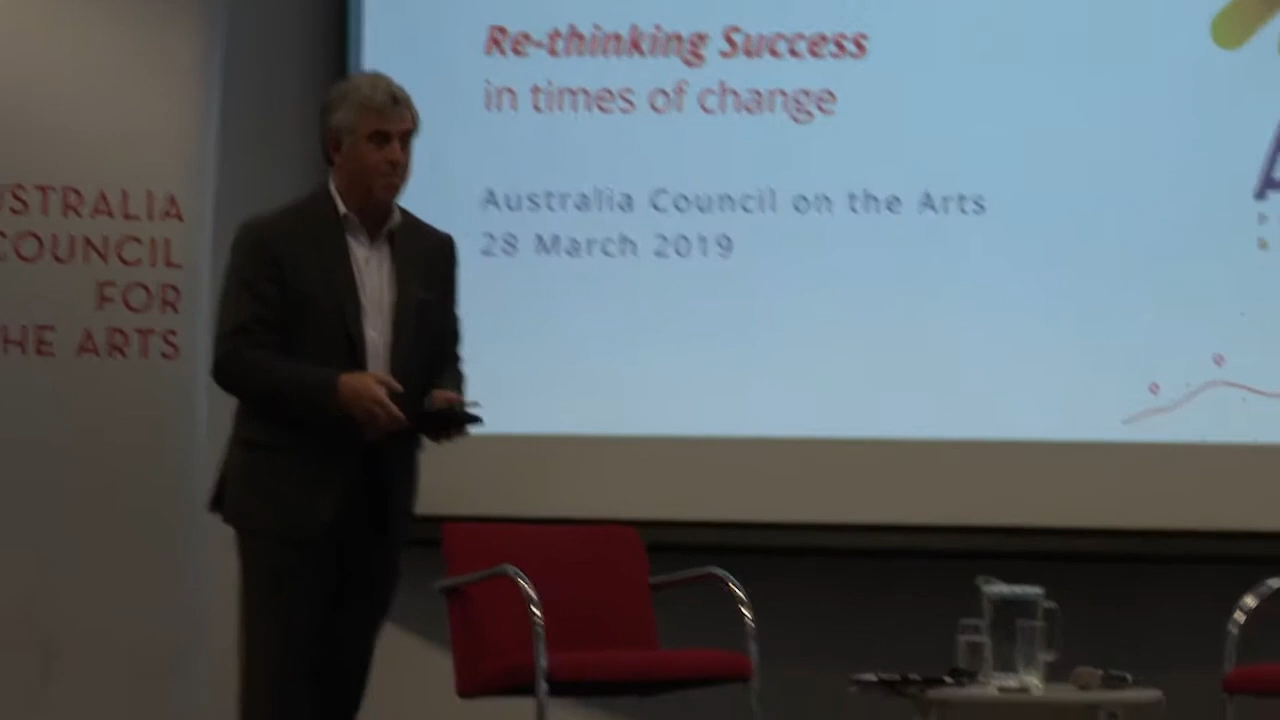 Re-thinking Success
in times of change
Australia Council on the Arts
28 March 2019
USTRALIA
COUNCIL
FOR
HE ARTS
A